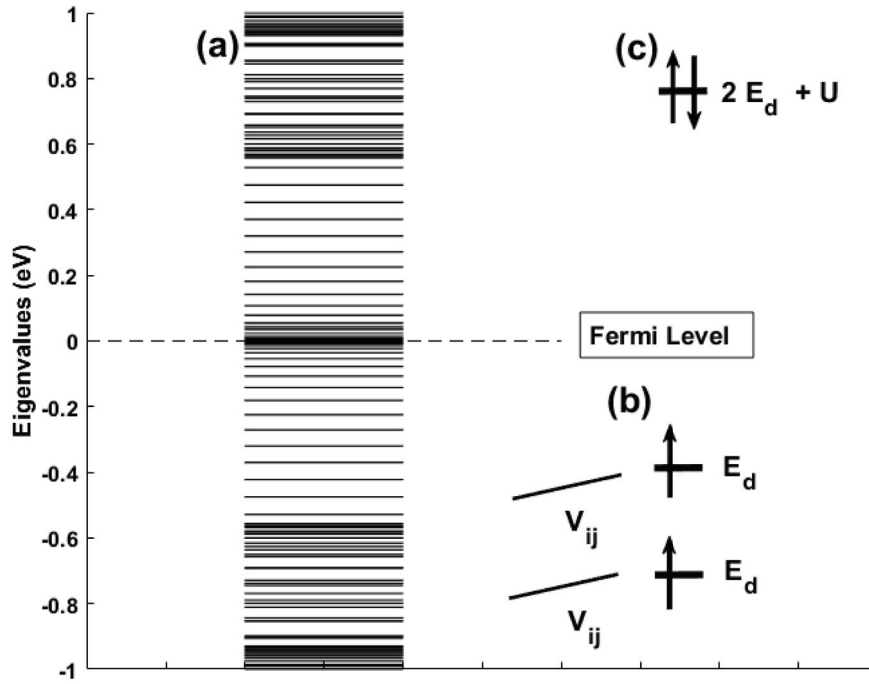 Eigenvalues (eV)
1
0.8
0.6
0.4
0.2
0
-0.2
-0.4
-0.6
-0.8
-1
(a)
(c)
2 E_d + U
Fermi Level
(b)
E_d
V_ij
E_d
V_ij